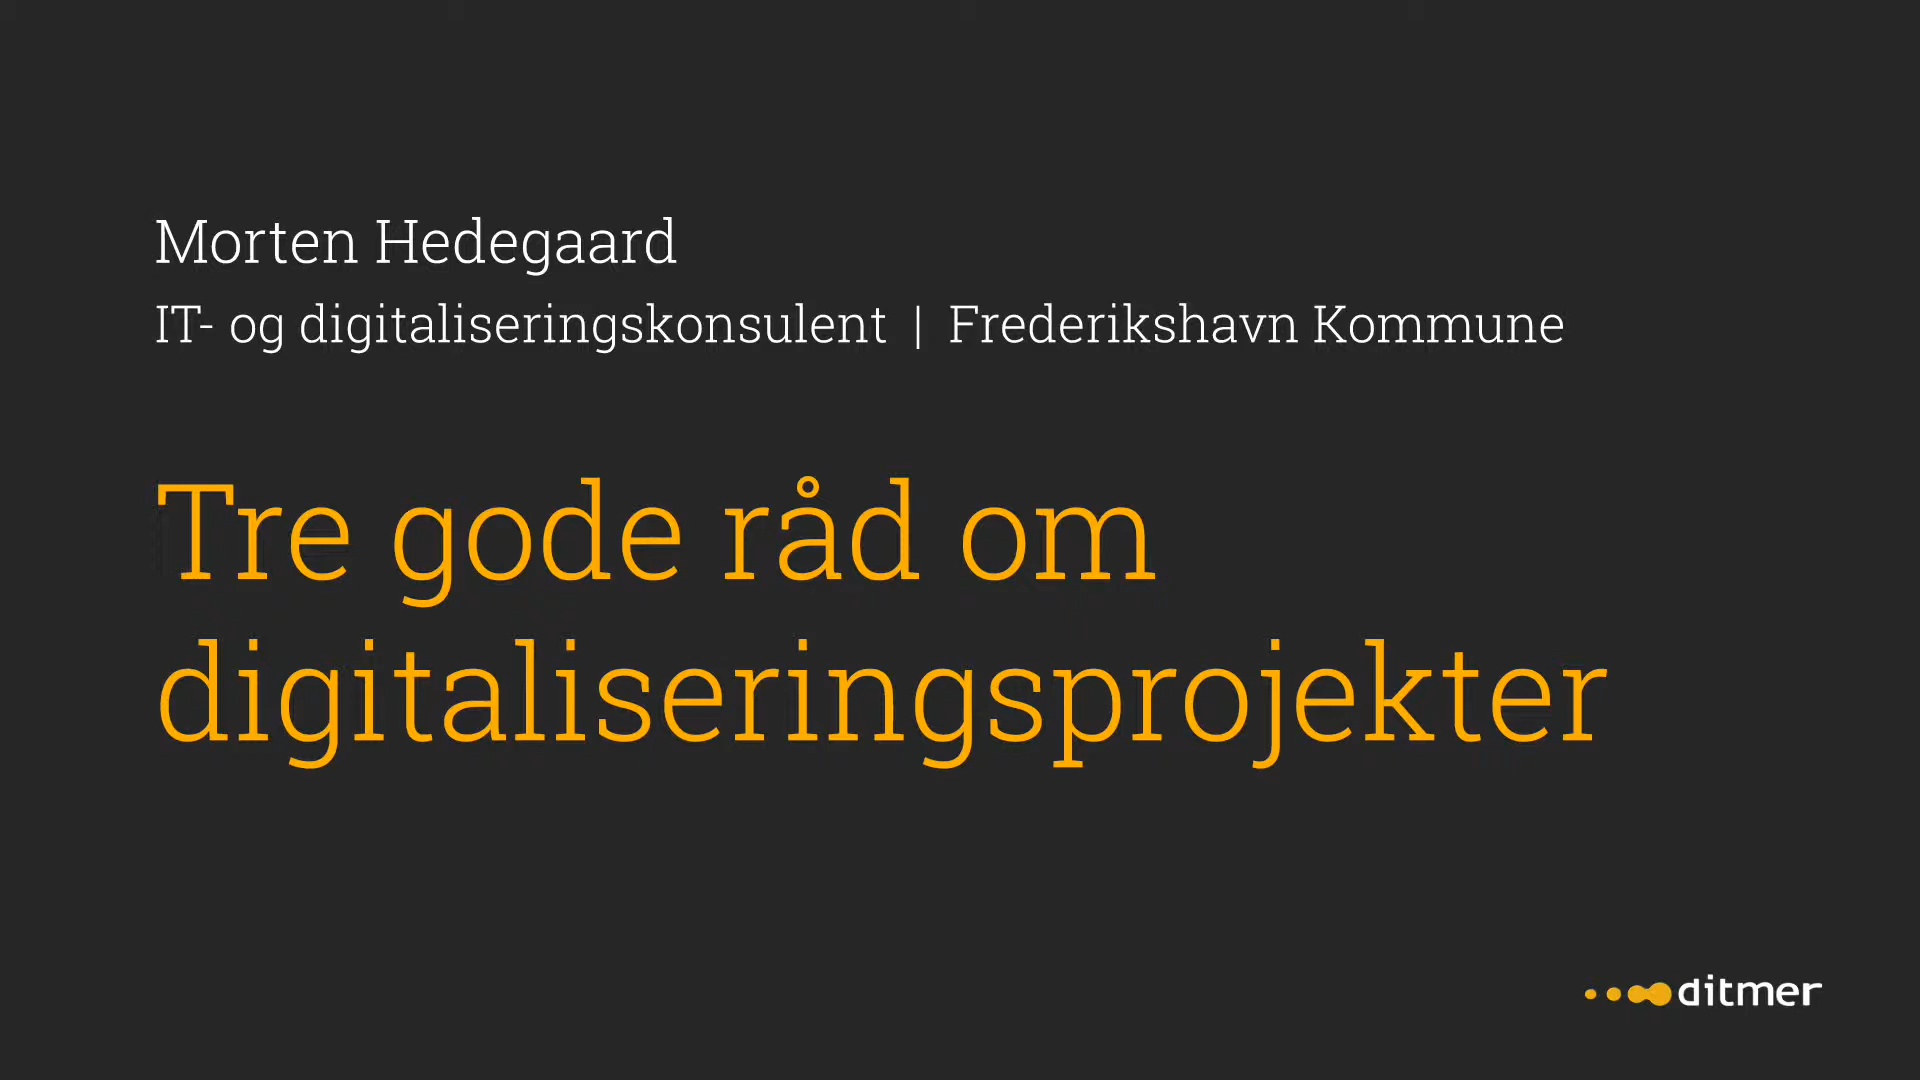 Morten Hedegaard
IT- og digitaliseringskonsulent | Frederikshavn Kommune
Tre gode råd om
digitaliseringsprojekter
ditmer